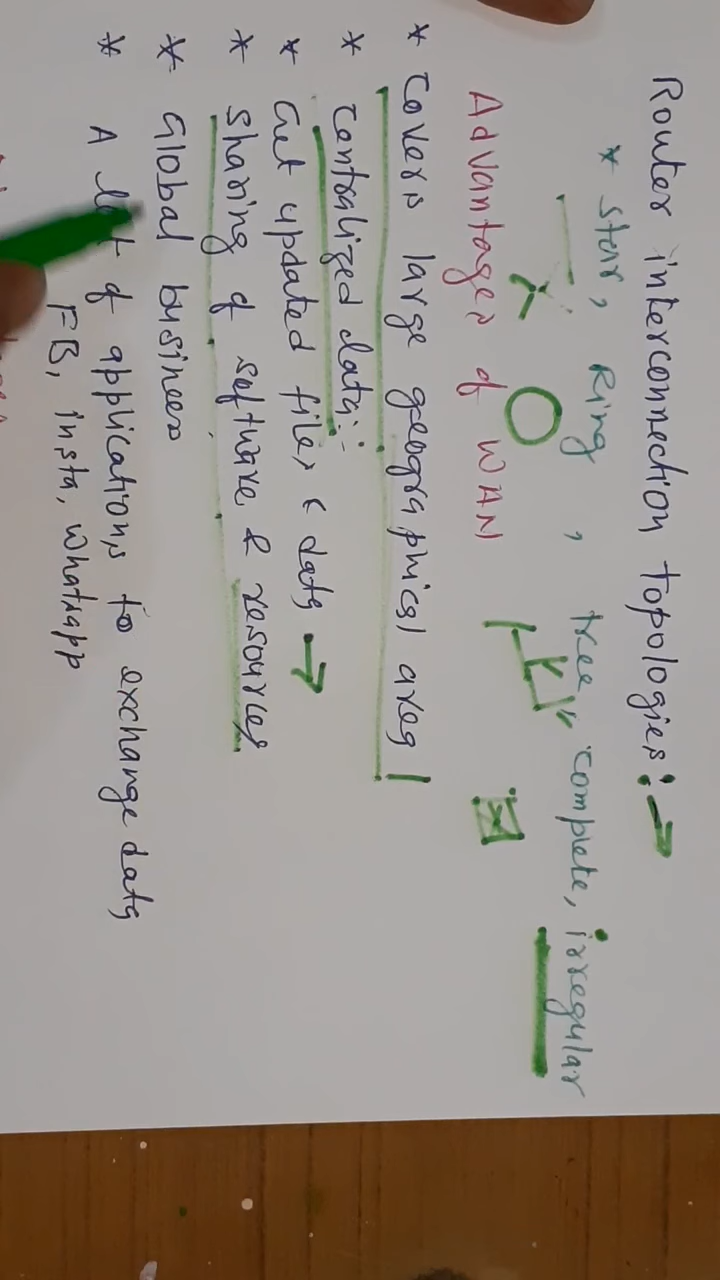 Router interconnection topologies:→
* Star, Ring, tree, complete, irregular
Advantages of WAN
* Covers large geographical area
* Centralized data:-
* Get updated files & data →
* Sharing of software & resources
* Global business
* A lot of applications to exchange data
FB, insta, Whatsapp